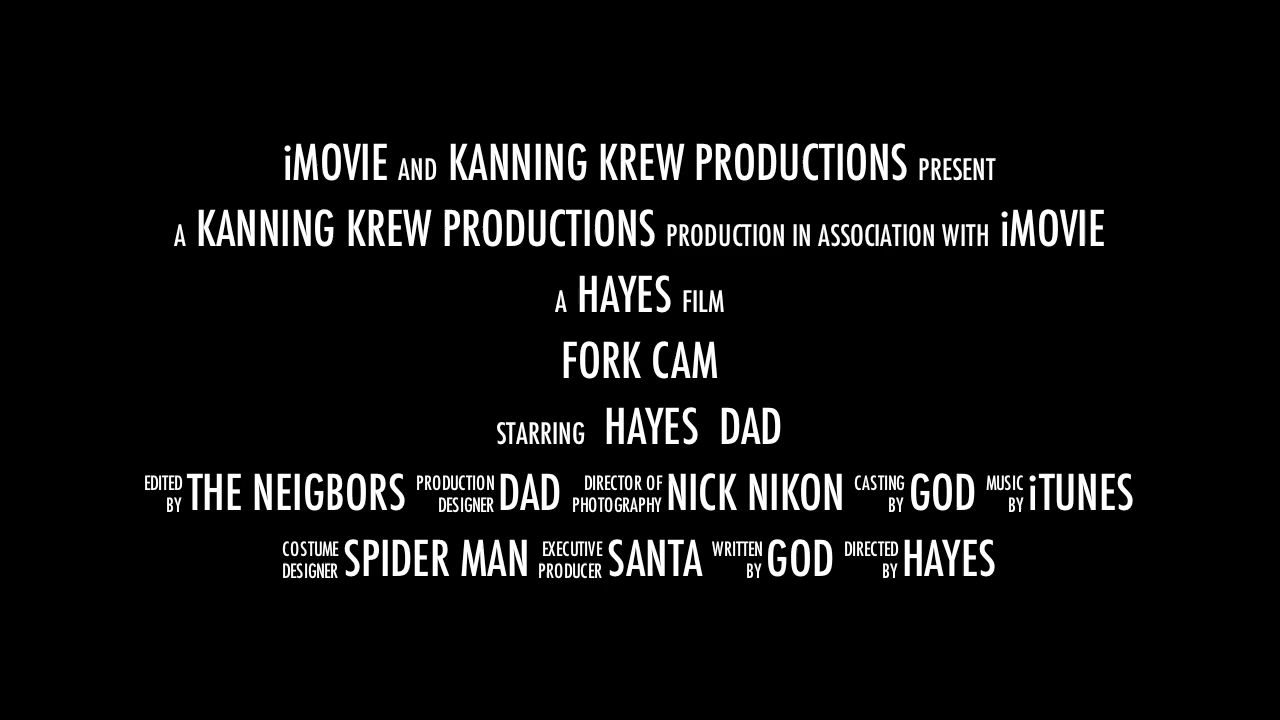 iMOVIE AND KANNING KREW PRODUCTIONS PRESENT
A KANNING KREW PRODUCTIONS PRODUCTION IN ASSOCIATION WITH iMOVIE
A HAYES FILM
FORK CAM
STARRING HAYES DAD
EDITED BY THE NEIGBORS PRODUCTION DESIGNER DAD DIRECTOR OF PHOTOGRAPHY NICK NIKON CASTING BY GOD MUSIC BY iTUNES
COSTUME DESIGNER SPIDER MAN EXECUTIVE PRODUCER SANTA WRITTEN BY GOD DIRECTED BY HAYES